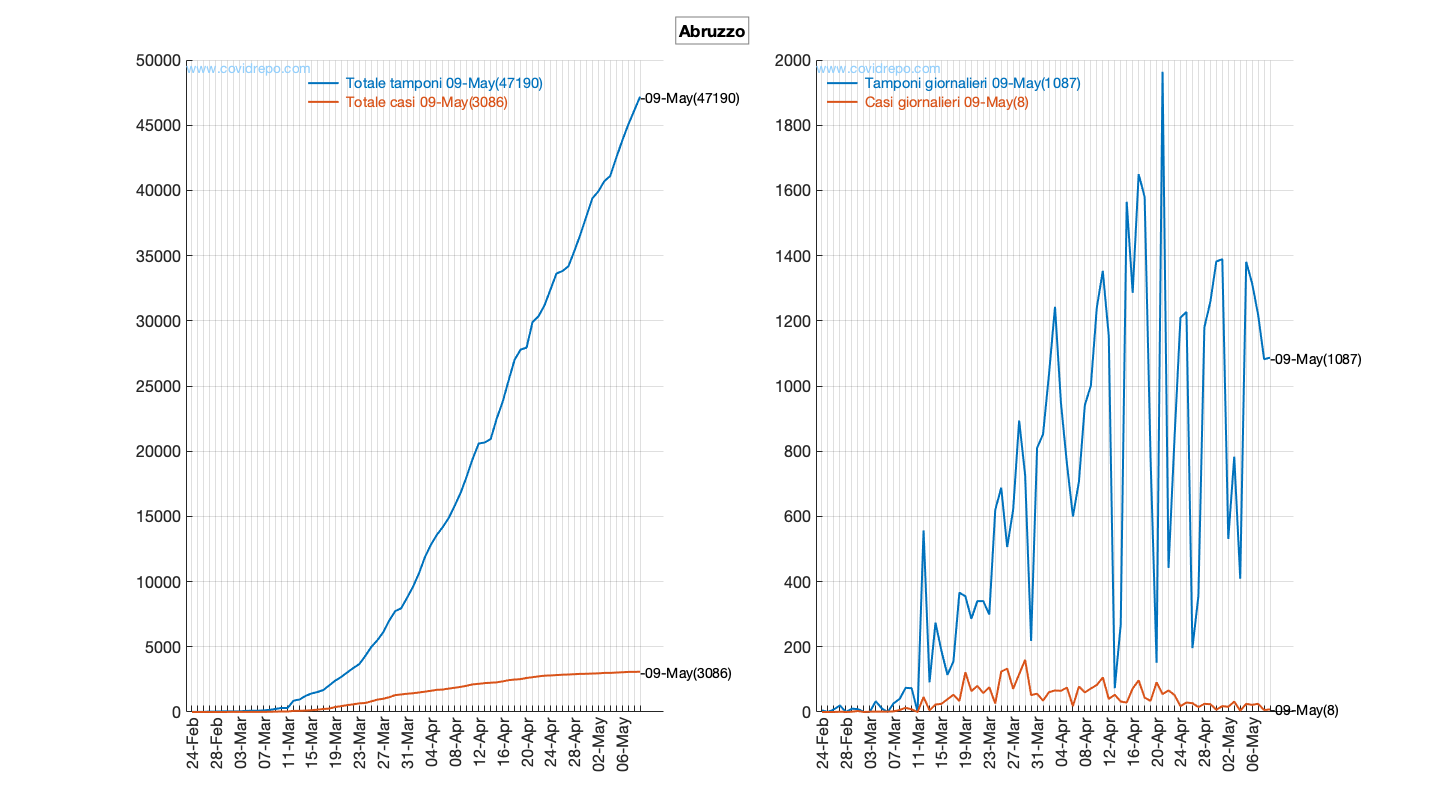 Abruzzo
www.covidrepo.com
Totale tamponi 09-May(47190)
Totale casi 09-May(3086)
50000
45000
40000
35000
30000
25000
20000
15000
10000
5000
0
-09-May(47190)
-09-May(3086)
24-Feb
28-Feb
03-Mar
07-Mar
11-Mar
15-Mar
19-Mar
23-Mar
27-Mar
31-Mar
04-Apr
08-Apr
12-Apr
16-Apr
20-Apr
24-Apr
28-Apr
02-May
06-May
www.covidrepo.com
Tamponi giornalieri 09-May(1087)
Casi giornalieri 09-May(8)
2000
1800
1600
1400
1200
1000
800
600
400
200
0
-09-May(1087)
-09-May(8)
24-Feb
28-Feb
03-Mar
07-Mar
11-Mar
15-Mar
19-Mar
23-Mar
27-Mar
31-Mar
04-Apr
08-Apr
12-Apr
16-Apr
20-Apr
24-Apr
28-Apr
02-May
06-May